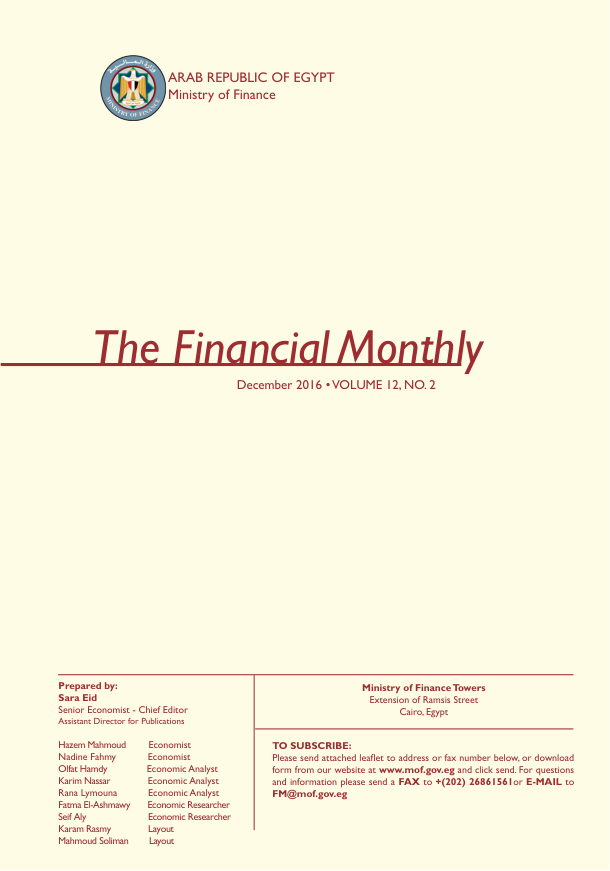 وزارة المالية
MINISTRY OF FINANCE
ARAB REPUBLIC OF EGYPT
Ministry of Finance
The Financial Monthly
December 2016 • VOLUME 12, NO. 2
Prepared by:
Sara Eid
Senior Economist - Chief Editor
Assistant Director for Publications
Hazem Mahmoud Economist
Nadine Fahmy Economist
Olfat Hamdy Economic Analyst
Karim Nassar Economic Analyst
Rana Lymouna Economic Analyst
Fatma El-Ashmawy Economic Researcher
Seif Aly Economic Researcher
Karam Rasmy Layout
Mahmoud Soliman Layout
Ministry of Finance Towers
Extension of Ramsis Street
Cairo, Egypt
TO SUBSCRIBE:
Please send attached leaflet to address or fax number below, or download
form from our website at www.mof.gov.eg and click send. For questions
and information please send a FAX to +(202) 26861561or E-MAIL to
FM@mof.gov.eg